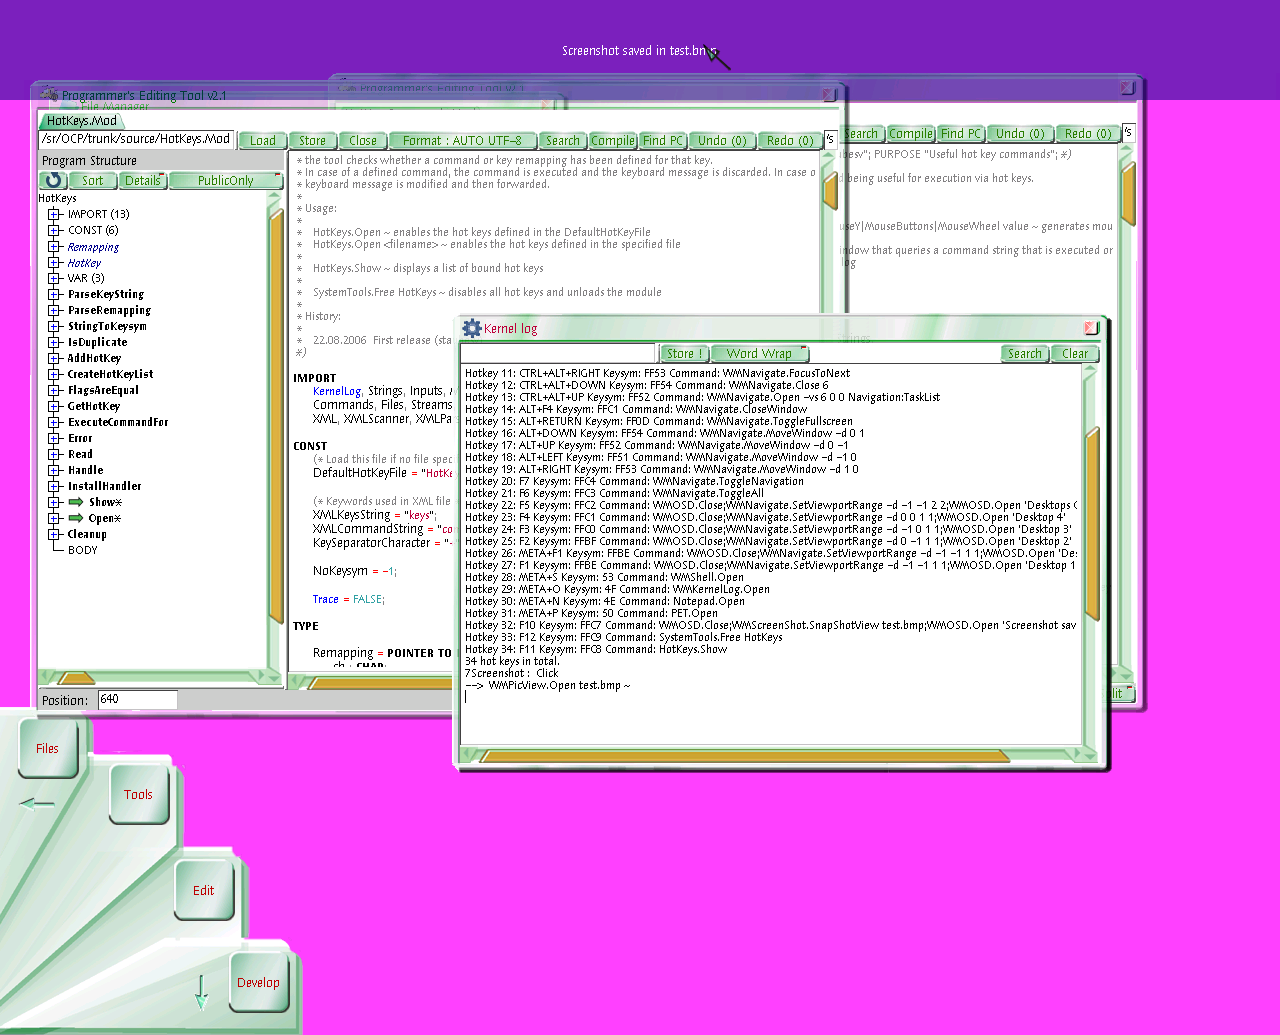 Screenshot saved in test.bmp
Programmer's Editing Tool v2.1
Programmer's Editing Tool v2.1
File Manager
HotKeys.Mod
/sr/OCP/trunk/source/HotKeys.Mod
Load
Store
Close
Format : AUTO UTF-8
Search
Compile
Find PC
Undo (0)
Redo (0)
Search
Compile
Find PC
Undo (0)
Redo (0)
Program Structure
Sort
Details
PublicOnly
HotKeys
IMPORT (13)
CONST (6)
Remapping
HotKey
VAR (3)
ParseKeyString
ParseRemapping
StringToKeysym
IsDuplicate
AddHotKey
CreateHotKeyList
FlagsAreEqual
GetHotKey
ExecuteCommandFor
Error
Read
Handle
InstallHandler
Show*
Open*
Cleanup
BODY
Position: 640
* the tool checks whether a command or key remapping has been defined for that key.
* In case of a defined command, the command is executed and the keyboard message is discarded. In case o
* keyboard message is modified and then forwarded.
*
* Usage:
*
* HotKeys.Open ~ enables the hot keys defined in the DefaultHotKeyFile
* HotKeys.Open <filename> ~ enables the hot keys defined in the specified file
*
* HotKeys.Show ~ displays a list of bound hot keys
*
* SystemTools.Free HotKeys ~ disables all hot keys and unloads the module
*
* History:
*
* 22.08.2006 First release (sta
*)
IMPORT
KernelLog, Strings, Inputs,
Commands, Files, Streams
XML, XMLScanner, XMLPa
CONST
(* Load this file if no file spec
DefaultHotKeyFile = "HotKe
(* Keywords used in XML file
XMLKeysString = "keys";
XMLCommandString = "co
KeySeparatorCharacter = "-
NoKeysym = -1;
Trace = FALSE;
TYPE
Remapping = POINTER TO
ch : CHAR;
besv"; PURPOSE "Useful hot key commands"; *)
being useful for execution via hot keys.
useY|MouseButtons|MouseWheel value ~ generates mou
indow that queries a command string that is executed or
log
Kernel log
Store !
Word Wrap
Search
Clear
Hotkey 11: CTRL+ALT+RIGHT Keysym: FF53 Command: WMNavigate.FocusToNext
Hotkey 12: CTRL+ALT+DOWN Keysym: FF54 Command: WMNavigate.Close 6
Hotkey 13: CTRL+ALT+UP Keysym: FF52 Command: WMNavigate.Open -vs 6 0 0 Navigation:TaskList
Hotkey 14: ALT+F4 Keysym: FFC1 Command: WMNavigate.CloseWindow
Hotkey 15: ALT+RETURN Keysym: FF0D Command: WMNavigate.ToggleFullscreen
Hotkey 16: ALT+DOWN Keysym: FF54 Command: WMNavigate.MoveWindow -d 0 1
Hotkey 17: ALT+UP Keysym: FF52 Command: WMNavigate.MoveWindow -d 0 -1
Hotkey 18: ALT+LEFT Keysym: FF51 Command: WMNavigate.MoveWindow -d -1 0
Hotkey 19: ALT+RIGHT Keysym: FF53 Command: WMNavigate.MoveWindow -d 1 0
Hotkey 20: F7 Keysym: FFC4 Command: WMNavigate.ToggleNavigation
Hotkey 21: F6 Keysym: FFC3 Command: WMNavigate.ToggleAll
Hotkey 22: F5 Keysym: FFC2 Command: WMOSD.Close;WMNavigate.SetViewportRange -d -1 -1 2 2;WMOSD.Open 'Desktops
Hotkey 23: F4 Keysym: FFC1 Command: WMOSD.Close;WMNavigate.SetViewportRange -d 0 0 1 1;WMOSD.Open 'Desktop 4'
Hotkey 24: F3 Keysym: FFC0 Command: WMOSD.Close;WMNavigate.SetViewportRange -d -1 0 1 1;WMOSD.Open 'Desktop 3'
Hotkey 25: F2 Keysym: FFBF Command: WMOSD.Close;WMNavigate.SetViewportRange -d 0 -1 1 1;WMOSD.Open 'Desktop 2'
Hotkey 26: META+F1 Keysym: FFBE Command: WMOSD.Close;WMNavigate.SetViewportRange -d -1 -1 1 1;WMOSD.Open 'Des
Hotkey 27: F1 Keysym: FFBE Command: WMOSD.Close;WMNavigate.SetViewportRange -d -1 -1 1 1;WMOSD.Open 'Desktop 1
Hotkey 28: META+S Keysym: 53 Command: WMShell.Open
Hotkey 29: META+O Keysym: 4F Command: WMKernelLog.Open
Hotkey 30: META+N Keysym: 4E Command: Notepad.Open
Hotkey 31: META+P Keysym: 50 Command: PET.Open
Hotkey 32: F10 Keysym: FFC7 Command: WMOSD.Close;WMScreenShot.SnapShotView test.bmp;WMOSD.Open 'Screenshot sav
Hotkey 33: F12 Keysym: FFC9 Command: SystemTools.Free HotKeys
Hotkey 34: F11 Keysym: FFC8 Command: HotKeys.Show
34 hot keys in total.
7Screenshot : Click
--> WMPicView.Open test.bmp ~
Files
Tools
Edit
Develop